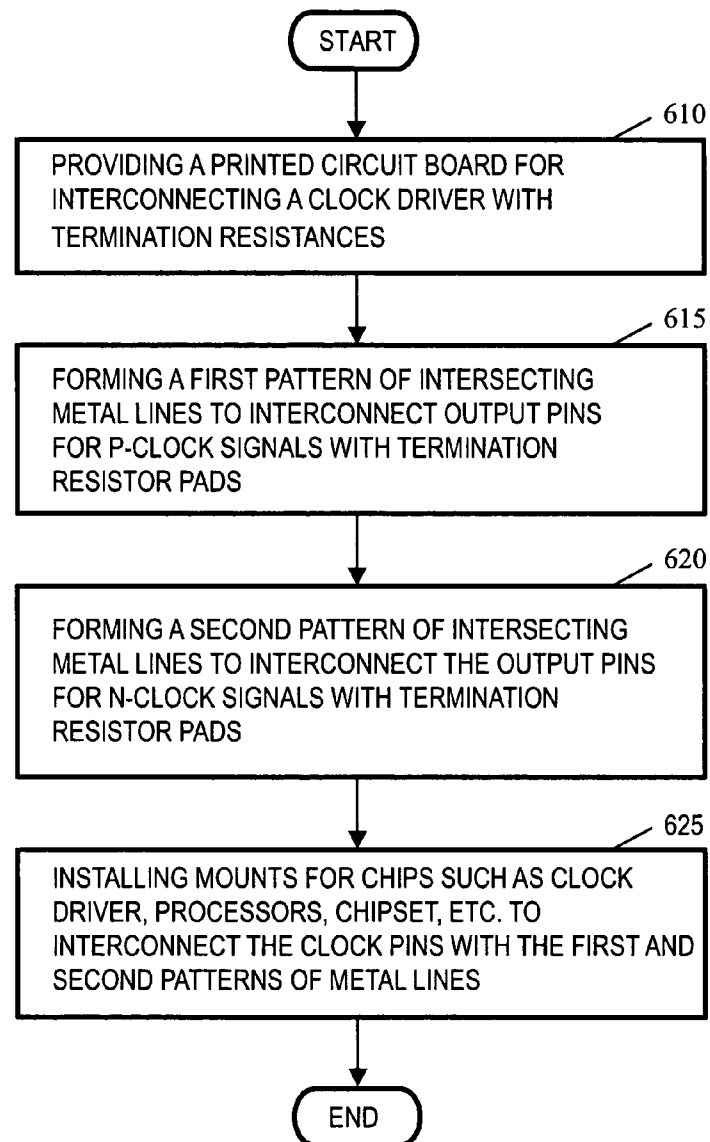 START
610
PROVIDING A PRINTED CIRCUIT BOARD FOR
INTERCONNECTING A CLOCK DRIVER WITH
TERMINATION RESISTANCES
615
FORMING A FIRST PATTERN OF INTERSECTING
METAL LINES TO INTERCONNECT OUTPUT PINS
FOR P-CLOCK SIGNALS WITH TERMINATION
RESISTOR PADS
620
FORMING A SECOND PATTERN OF INTERSECTING
METAL LINES TO INTERCONNECT THE OUTPUT PINS
FOR N-CLOCK SIGNALS WITH TERMINATION
RESISTOR PADS
625
INSTALLING MOUNTS FOR CHIPS SUCH AS CLOCK
DRIVER, PROCESSORS, CHIPSET, ETC. TO
INTERCONNECT THE CLOCK PINS WITH THE FIRST AND
SECOND PATTERNS OF METAL LINES
END